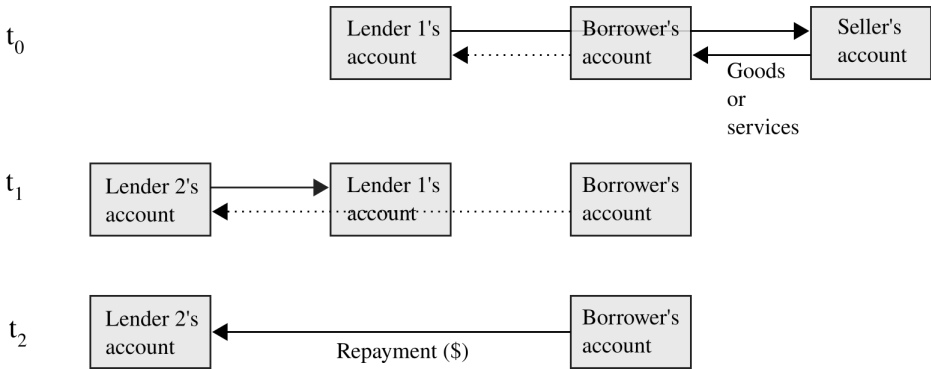 t0
Lender 1's
account
Borrower's
account
Seller's
account
Goods
or
services
t1
Lender 2's
account
Lender 1's
account
Borrower's
account
t2
Lender 2's
account
Borrower's
account
Repayment ($)